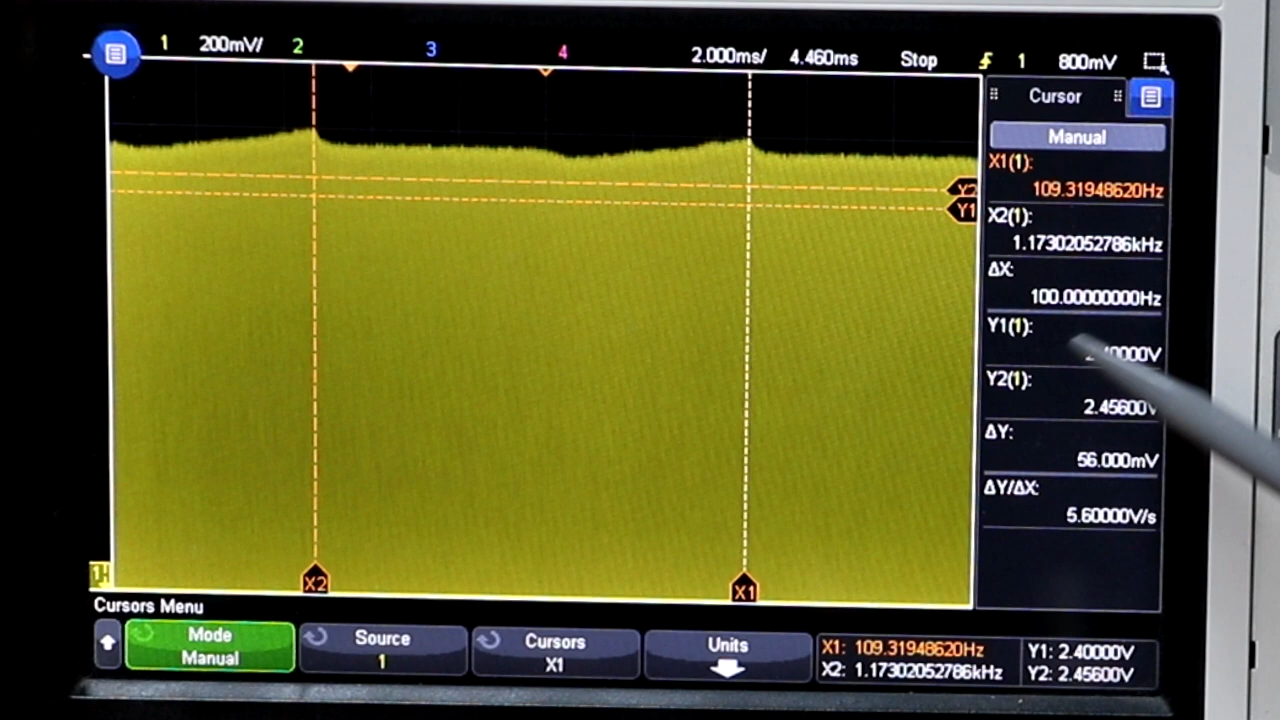 1 200mV/ 2 3 4 2.000ms/ 4.460ms Stop 1 800mV
Cursor
Manual
X1(1):
109.31948620Hz
X2(1):
1.17302052786kHz
ΔX:
100.00000000Hz
Y1(1):
Y2(1):
2.45600V
ΔY:
56.000mV
ΔY/ΔX:
5.60000V/s
Y2
Y1
X2
X1
Cursors Menu
Mode
Manual
Source
1
Cursors
X1
Units
X1: 109.31948620Hz
X2: 1.17302052786kHz
Y1: 2.40000V
Y2: 2.45600V